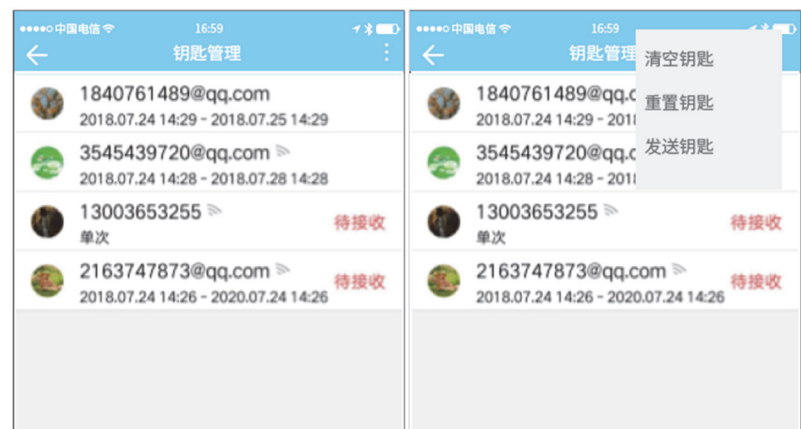 中国电信 16:59
钥匙管理
1840761489@qq.com
2018.07.24 14:29 - 2018.07.25 14:29
3545439720@qq.com
2018.07.24 14:28 - 2018.07.28 14:28
13003653255
单次
待接收
2163747873@qq.com
2018.07.24 14:26 - 2020.07.24 14:26
待接收
中国电信 16:59
钥匙管理
清空钥匙
重置钥匙
发送钥匙
1840761489@qq.c
2018.07.24 14:29 - 2018
3545439720@qq.c
2018.07.24 14:28 - 2018
13003653255
单次
待接收
2163747873@qq.com
2018.07.24 14:26 - 2020.07.24 14:26
待接收